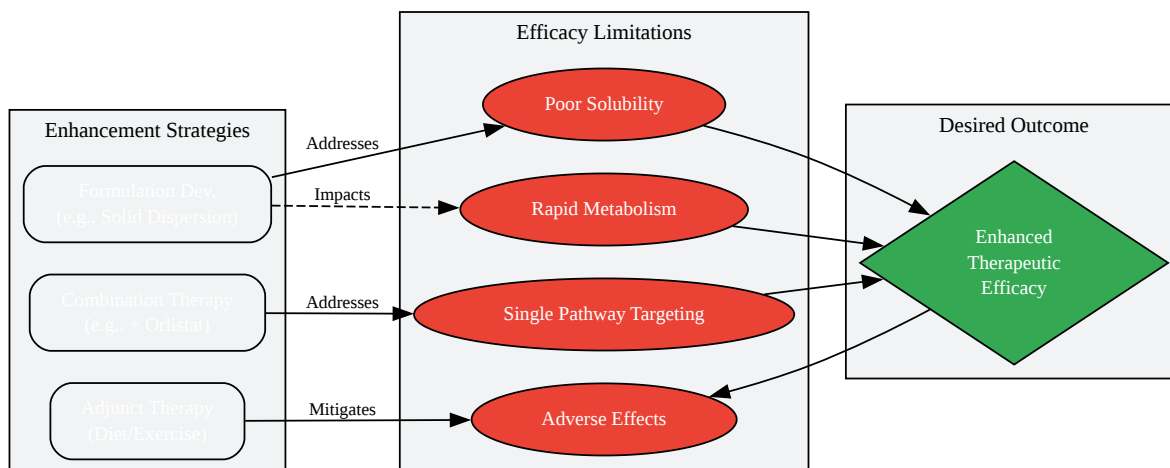 Enhancement Strategies
Formulation Dev.
(e.g., Solid Dispersion)
Combination Therapy
(e.g., + Orlistat)
Adjunct Therapy
(Diet/Exercise)
Addresses
Impacts
Addresses
Mitigates
Efficacy Limitations
Poor Solubility
Rapid Metabolism
Single Pathway Targeting
Adverse Effects
Desired Outcome
Enhanced
Therapeutic
Efficacy